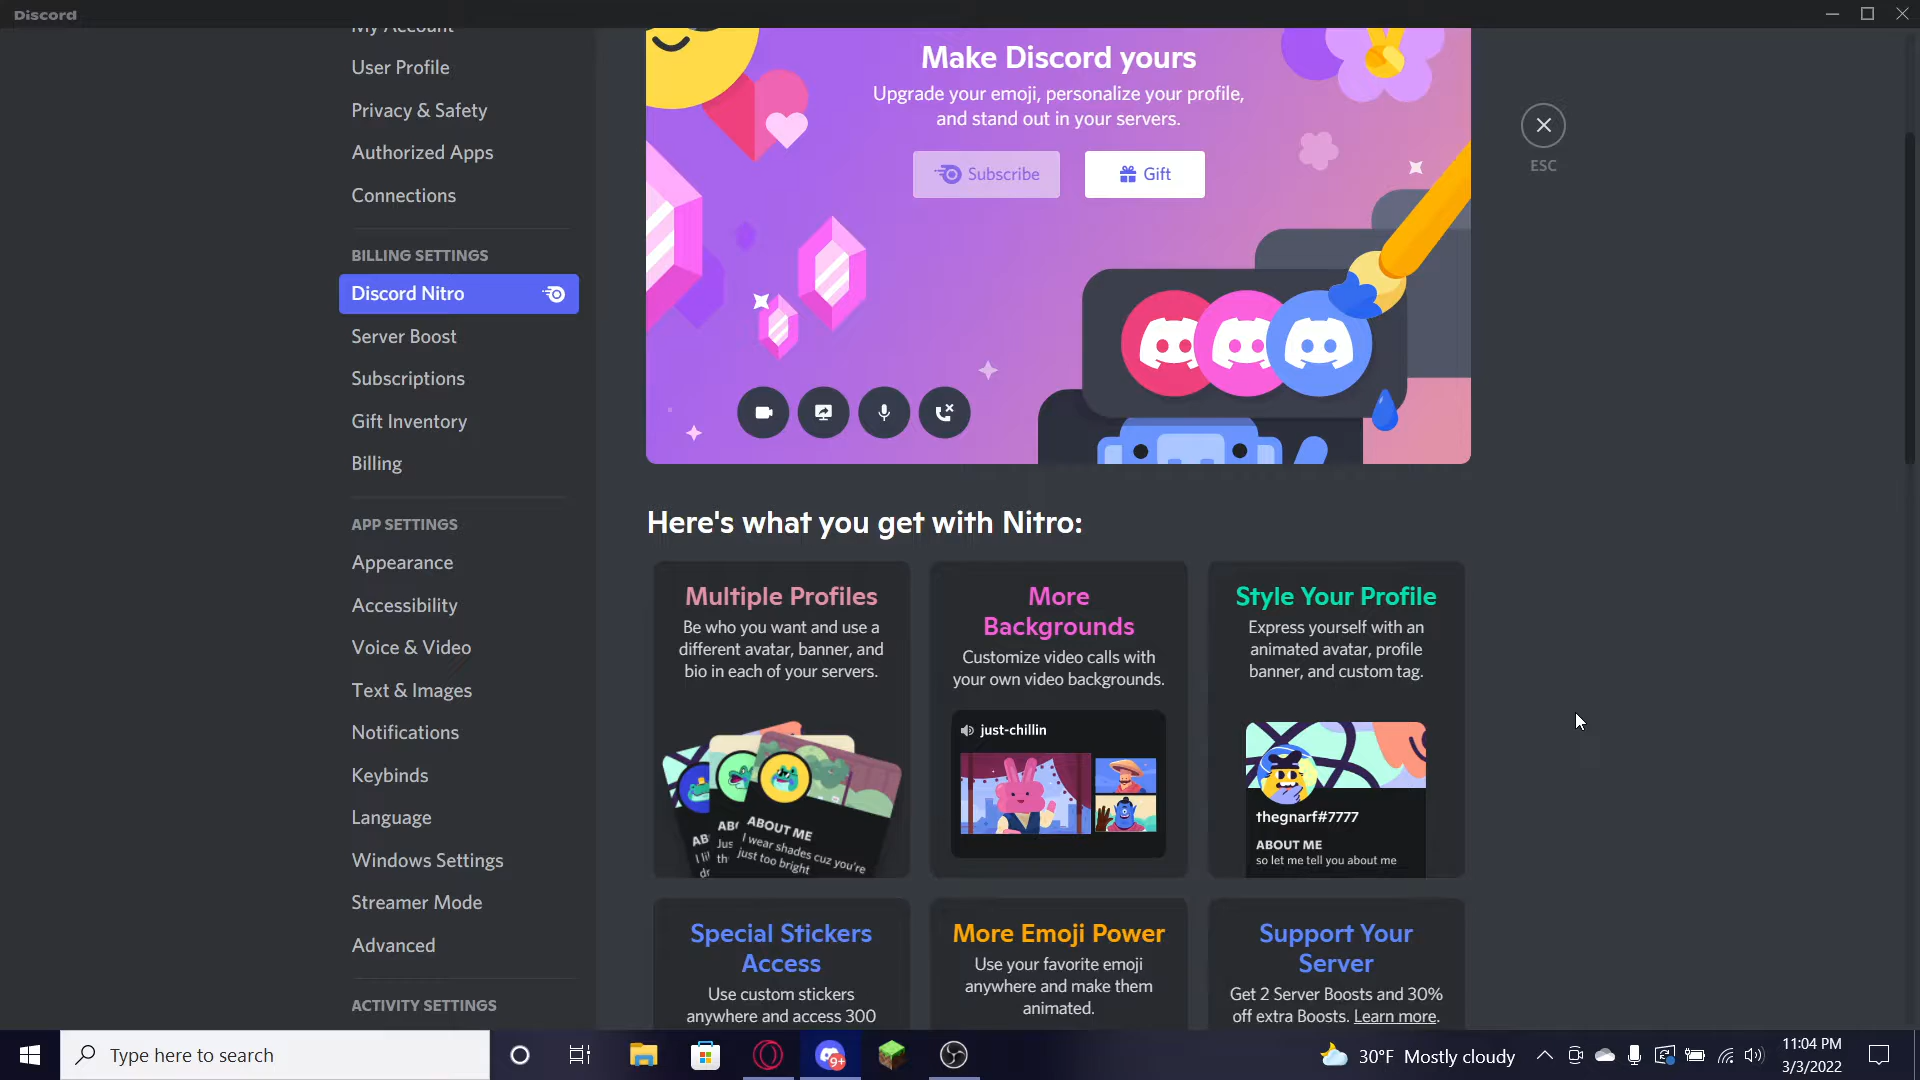 Discord
My Account
User Profile
Privacy & Safety
Authorized Apps
Connections
BILLING SETTINGS
Discord Nitro
Server Boost
Subscriptions
Gift Inventory
Billing
APP SETTINGS
Appearance
Accessibility
Voice & Video
Text & Images
Notifications
Keybinds
Language
Windows Settings
Streamer Mode
Advanced
ACTIVITY SETTINGS
Make Discord yours
Upgrade your emoji, personalize your profile,
and stand out in your servers.
Subscribe
Gift
ESC
Here's what you get with Nitro:
Multiple Profiles
Be who you want and use a
different avatar, banner, and
bio in each of your servers.
AB
I li
dr
AB
Jus
th
ABOUT ME
I wear shades cuz you're
just too bright
More
Backgrounds
Customize video calls with
your own video backgrounds.
just-chillin
Style Your Profile
Express yourself with an
animated avatar, profile
banner, and custom tag.
thegnarf#7777
ABOUT ME
so let me tell you about me
Special Stickers
Access
Use custom stickers
anywhere and access 300
More Emoji Power
Use your favorite emoji
anywhere and make them
animated.
Support Your
Server
Get 2 Server Boosts and 30%
off extra Boosts. Learn more.
Type here to search
9+
30°F Mostly cloudy
11:04 PM
3/3/2022